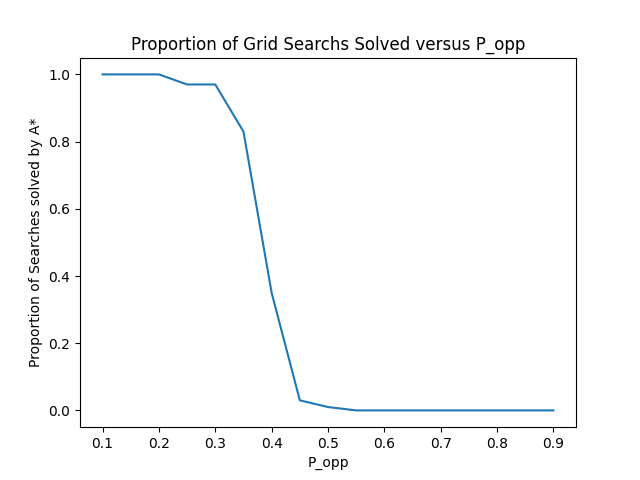 Proportion of Grid Searchs Solved versus P_opp
Proportion of Searches solved by A*
1.0
0.8
0.6
0.4
0.2
0.0
0.1 0.2 0.3 0.4 0.5 0.6 0.7 0.8 0.9
P_opp